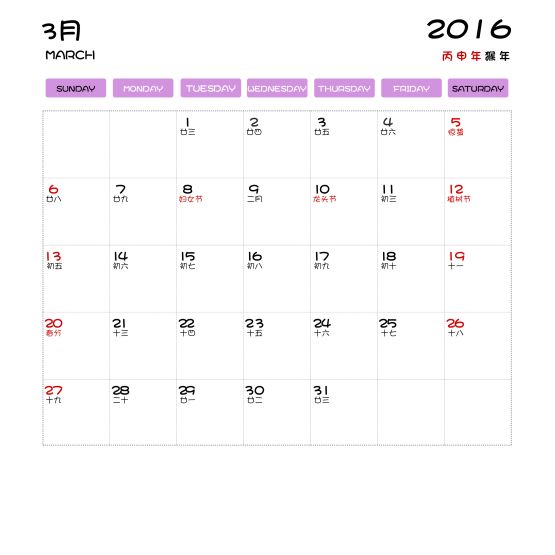 3月 2016
MARCH 丙申年猴年
SUNDAY MONDAY TUESDAY WEDNESDAY THURSDAY FRIDAY SATURDAY
1 2 3 4 5
廿三 廿四 廿五 廿六 惊蛰
6 7 8 9 10 11 12
廿八 廿九 妇女节 二月 龙头节 初三 植树节
13 14 15 16 17 18 19
初五 初六 初七 初八 初九 初十 十一
20 21 22 23 24 25 26
春分 十三 十四 十五 十六 十七 十八
27 28 29 30 31
十九 二十 廿一 廿二 廿三